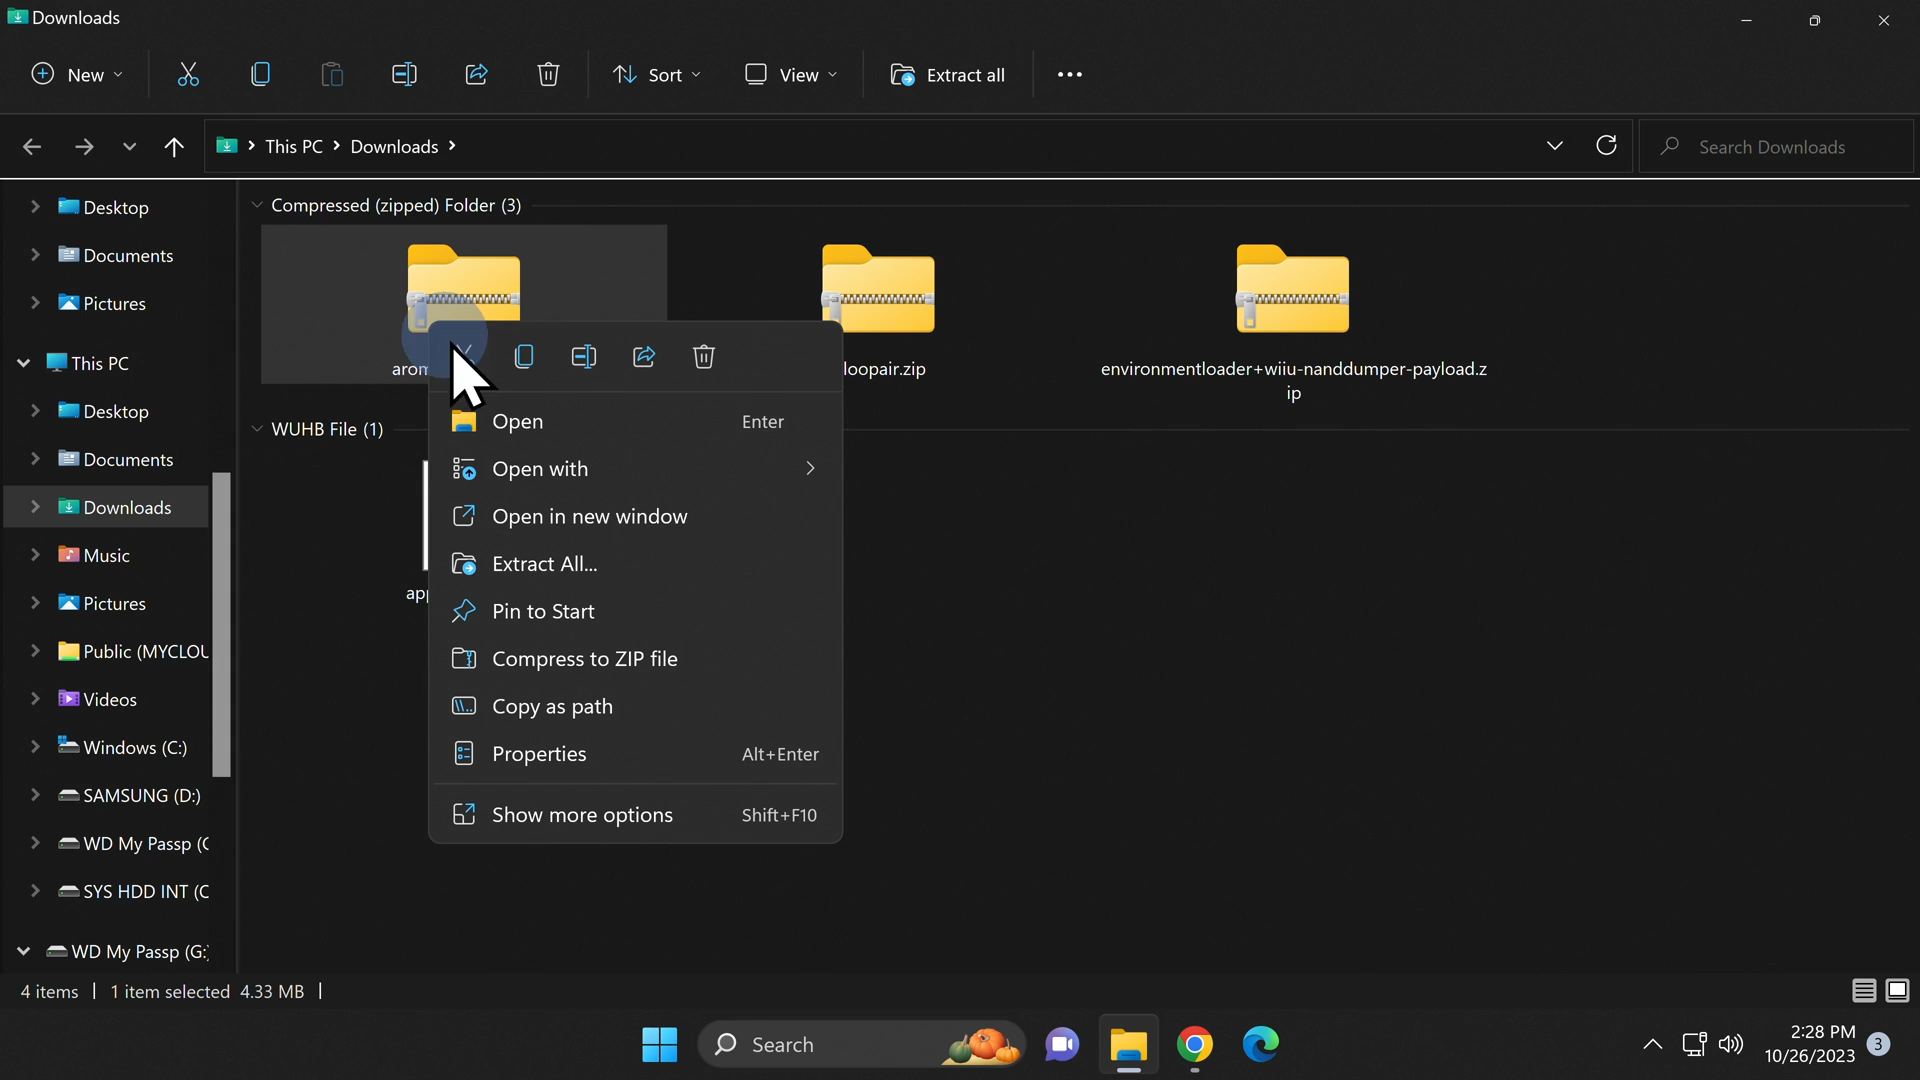 Downloads
New
Sort
View
Extract all
This PC
Downloads
Search Downloads
Desktop
Documents
Pictures
This PC
Desktop
Documents
Downloads
Music
Pictures
Public (MYCLOU
Videos
Windows (C:)
SAMSUNG (D:)
WD My Passp (
SYS HDD INT (
WD My Passp (G:
Compressed (zipped) Folder (3)
arom
loopair.zip
environmentloader+wiiu-nanddumper-payload.z
ip
WUHB File (1)
app
Open Enter
Open with
Open in new window
Extract All...
Pin to Start
Compress to ZIP file
Copy as path
Properties Alt+Enter
Show more options Shift+F10
4 items 1 item selected 4.33 MB
Search
2:28 PM
10/26/2023
3